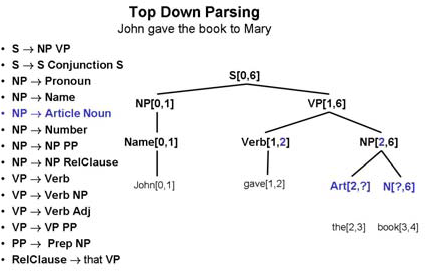 Top Down Parsing
John gave the book to Mary
• S → NP VP
• S → S Conjunction S
• NP → Pronoun
• NP → Name
• NP → Article Noun
• NP → Number
• NP → NP PP
• NP → NP RelClause
• VP → Verb
• VP → Verb NP
• VP → Verb Adj
• VP → VP PP
• PP → Prep NP
• RelClause → that VP
S[0,6]
NP[0,1] VP[1,6]
Name[0,1] Verb[1,2] NP[2,6]
John[0,1] gave[1,2] Art[2,?] N[?,6]
the[2,3] book[3,4]